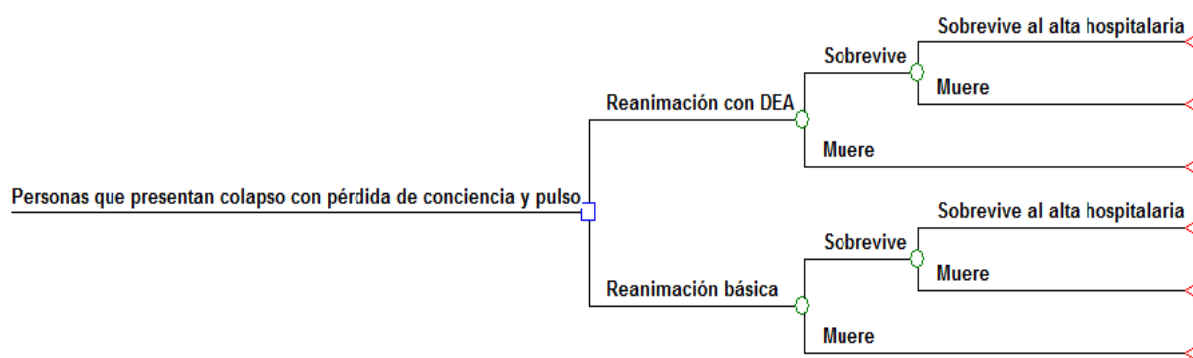 Sobrevive al alta hospitalaria
Sobrevive
Muere
Reanimación con DEA
Muere
Personas que presentan colapso con pérdida de conciencia y pulso
Sobrevive al alta hospitalaria
Sobrevive
Muere
Reanimación básica
Muere